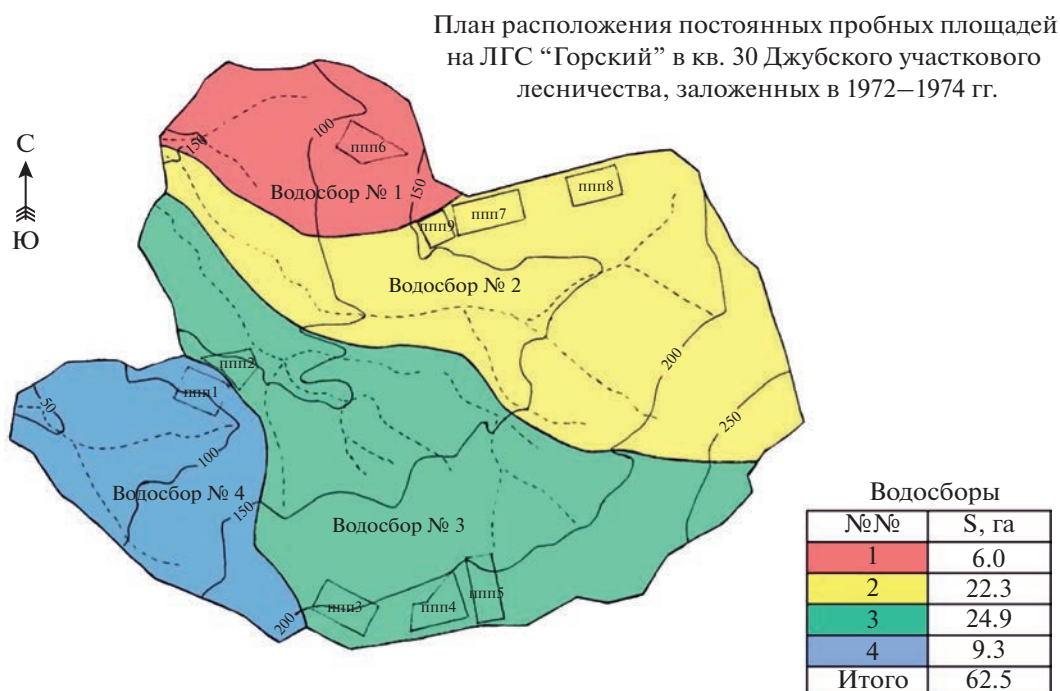 План расположения постоянных пробных площадей
на ЛГС “Горский” в кв. 30 Джубского участкового
лесничества, заложенных в 1972–1974 гг.
С
Ю
150
100
ппп6
Водосбор № 1
150
ппп8
ппп7
ппп9
Водосбор № 2
200
250
ппп2
ппп1
50
100
Водосбор № 4
150
Водосбор № 3
ппп3
ппп4
ппп5
200
Водосборы
№№ S, га
1 6.0
2 22.3
3 24.9
4 9.3
Итого 62.5